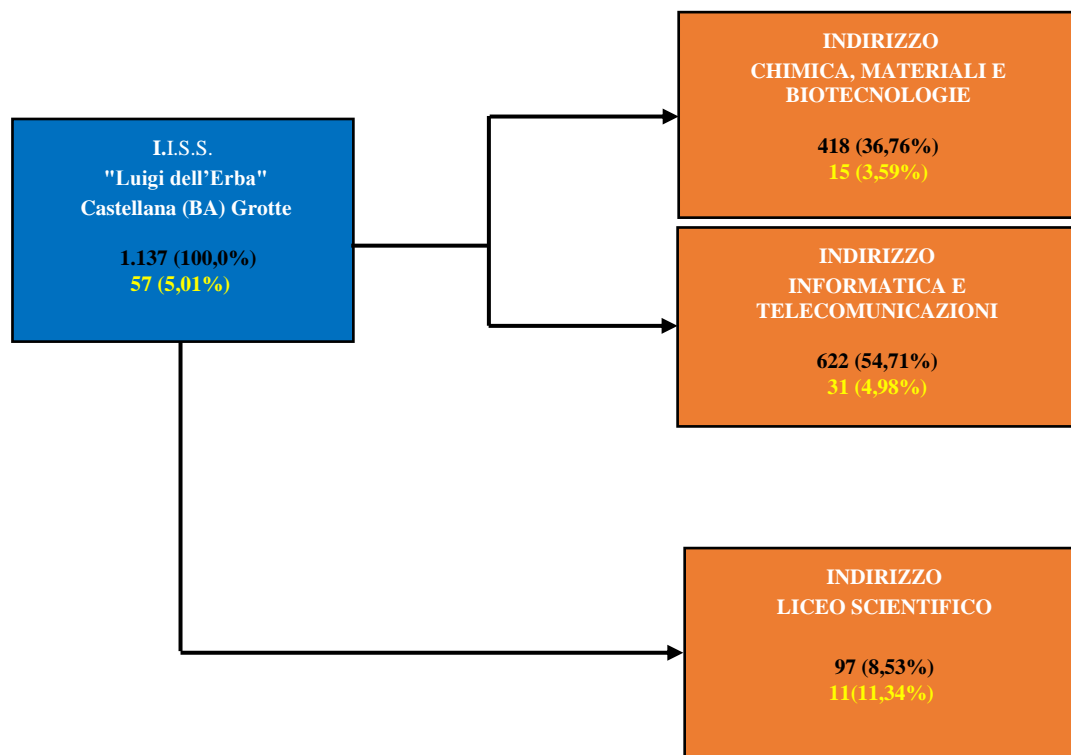 I.I.S.S.
"Luigi dell’Erba"
Castellana (BA) Grotte
1.137 (100,0%)
57 (5,01%)
INDIRIZZO
CHIMICA, MATERIALI E
BIOTECNOLOGIE
418 (36,76%)
15 (3,59%)
INDIRIZZO
INFORMATICA E
TELECOMUNICAZIONI
622 (54,71%)
31 (4,98%)
INDIRIZZO
LICEO SCIENTIFICO
97 (8,53%)
11(11,34%)